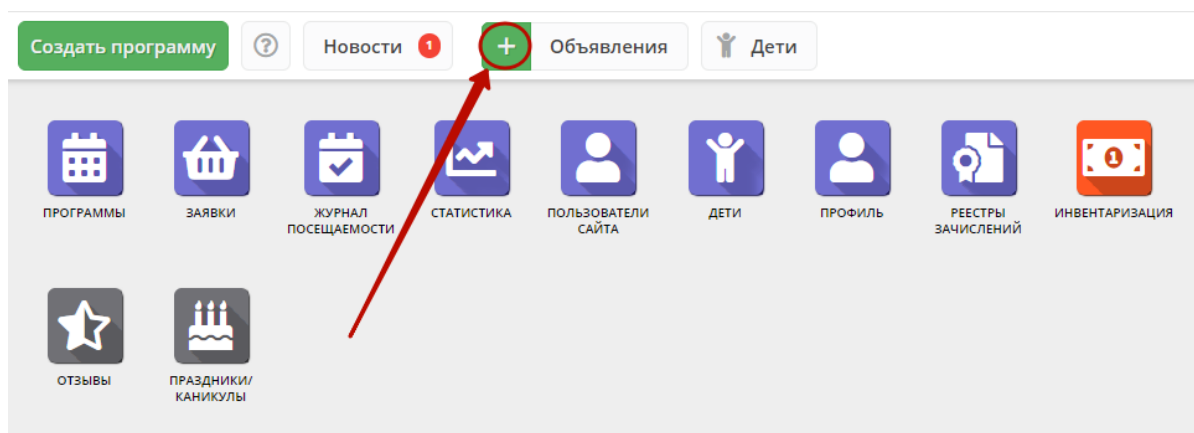 Создать программу
?
Новости 1
+ Объявления
Дети
ПРОГРАММЫ
ЗАЯВКИ
ЖУРНАЛ
ПОСЕЩАЕМОСТИ
СТАТИСТИКА
ПОЛЬЗОВАТЕЛИ
САЙТА
ДЕТИ
ПРОФИЛЬ
РЕЕСТРЫ
ЗАЧИСЛЕНИЙ
1
ИНВЕНТАРИЗАЦИЯ
ОТЗЫВЫ
ПРАЗДНИКИ/
КАНИКУЛЫ